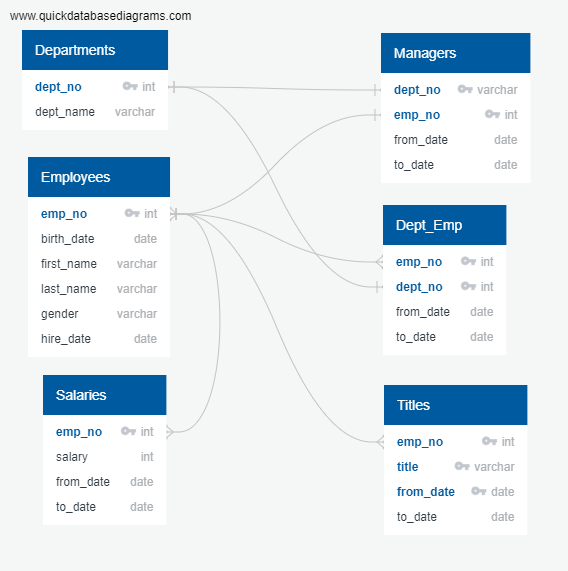 www.quickdatabasediagrams.com
Departments
dept_no int
dept_name varchar
Employees
emp_no int
birth_date date
first_name varchar
last_name varchar
gender varchar
hire_date date
Salaries
emp_no int
salary int
from_date date
to_date date
Managers
dept_no varchar
emp_no int
from_date date
to_date date
Dept_Emp
emp_no int
dept_no int
from_date date
to_date date
Titles
emp_no int
title varchar
from_date date
to_date date